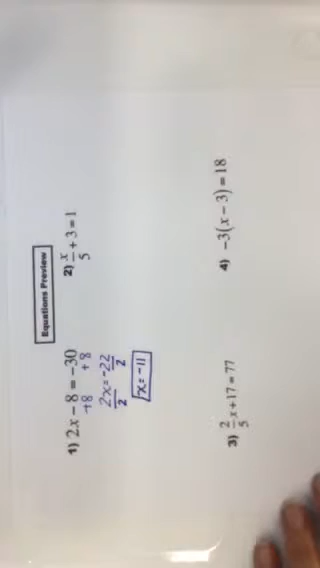 Equations Preview
1) 2x - 8 = -30
+8 +8
2x = -22
2 2
x = -11
2) x/5 + 3 = 1
3) 2/5 x + 17 = 77
4) -3(x - 3) = 18